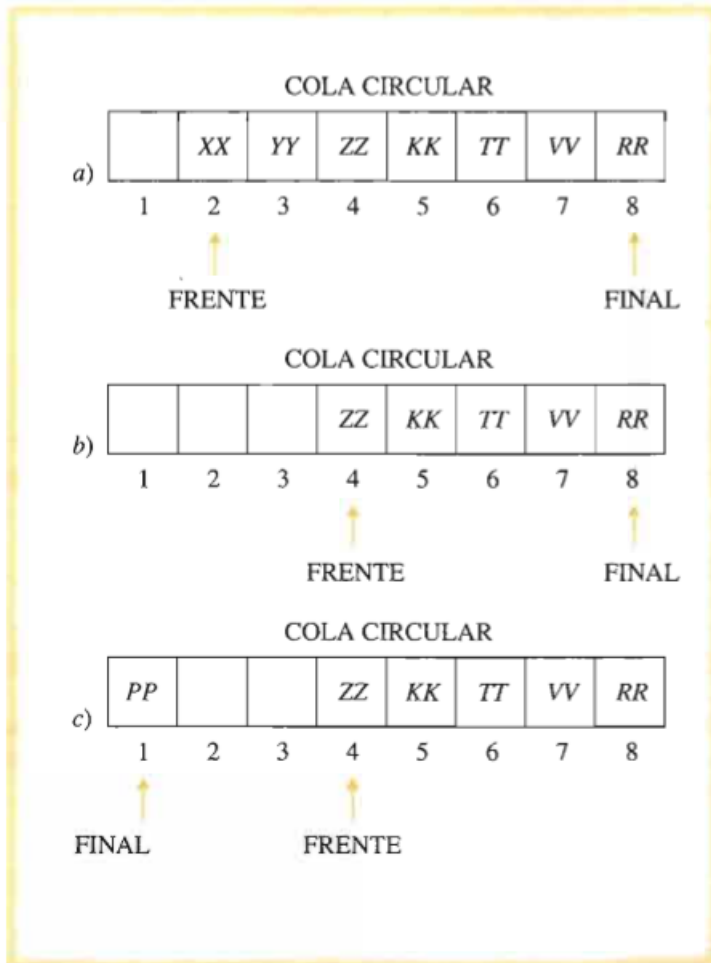 COLA CIRCULAR
a) XX YY ZZ KK TT VV RR
1 2 3 4 5 6 7 8
FRENTE FINAL
COLA CIRCULAR
b) ZZ KK TT VV RR
1 2 3 4 5 6 7 8
FRENTE FINAL
COLA CIRCULAR
c) PP ZZ KK TT VV RR
1 2 3 4 5 6 7 8
FINAL FRENTE